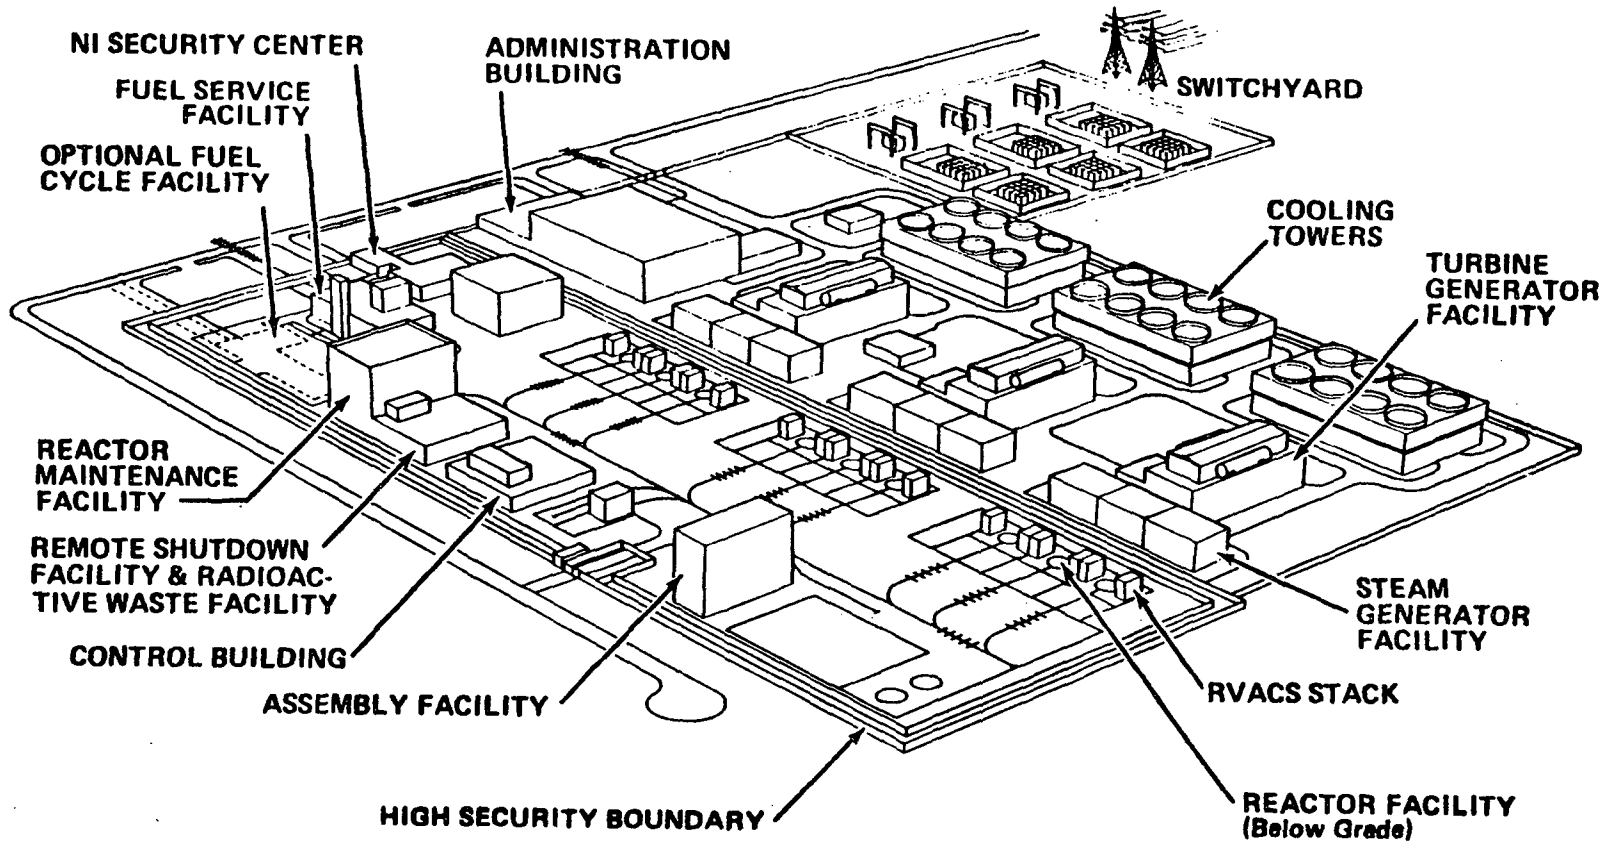 NI SECURITY CENTER
FUEL SERVICE
FACILITY
OPTIONAL FUEL
CYCLE FACILITY
ADMINISTRATION
BUILDING
SWITCHYARD
COOLING
TOWERS
TURBINE
GENERATOR
FACILITY
REACTOR
MAINTENANCE
FACILITY
REMOTE SHUTDOWN
FACILITY & RADIOAC-
TIVE WASTE FACILITY
CONTROL BUILDING
ASSEMBLY FACILITY
HIGH SECURITY BOUNDARY
STEAM
GENERATOR
FACILITY
RVACS STACK
REACTOR FACILITY
(Below Grade)